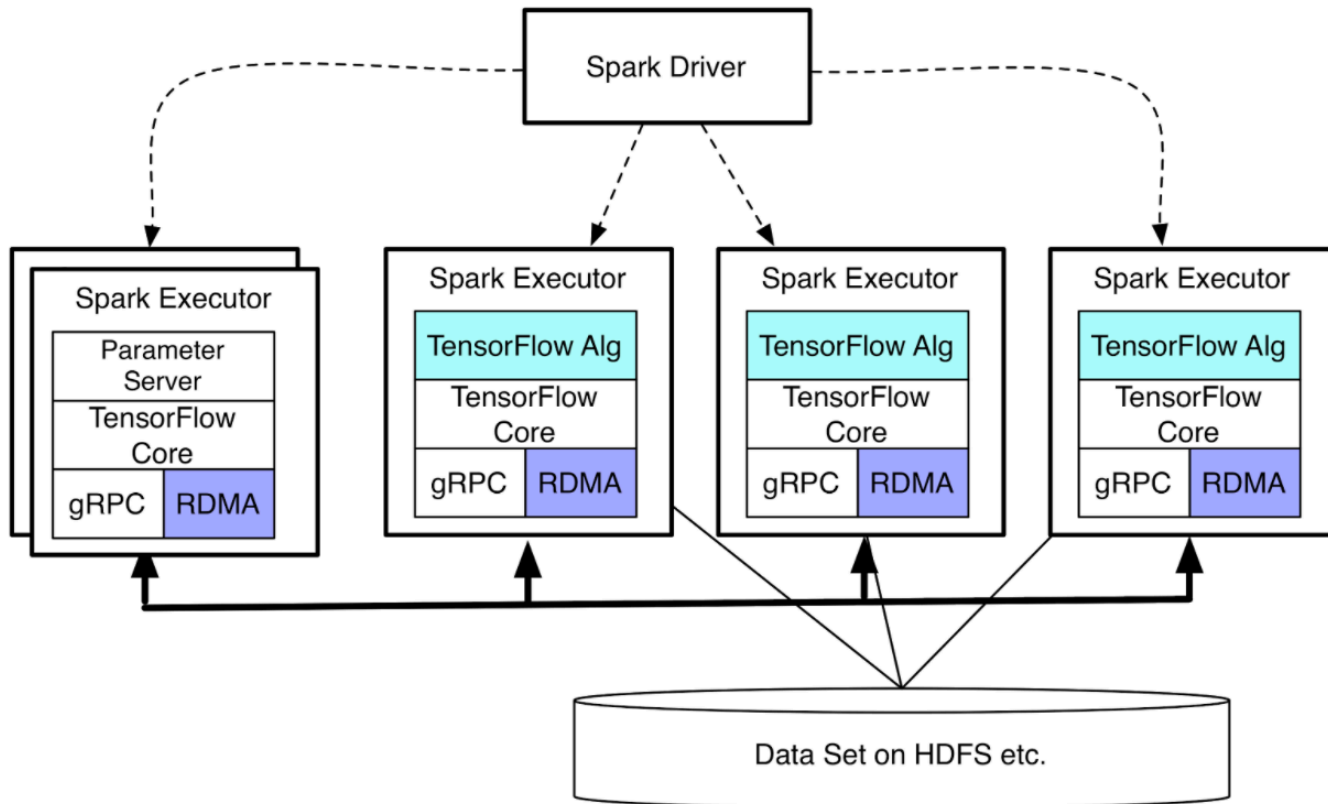 Spark Driver
Spark Executor
Parameter
Server
TensorFlow
Core
gRPC RDMA
Spark Executor
TensorFlow Alg
TensorFlow
Core
gRPC RDMA
Spark Executor
TensorFlow Alg
TensorFlow
Core
gRPC RDMA
Spark Executor
TensorFlow Alg
TensorFlow
Core
gRPC RDMA
Data Set on HDFS etc.